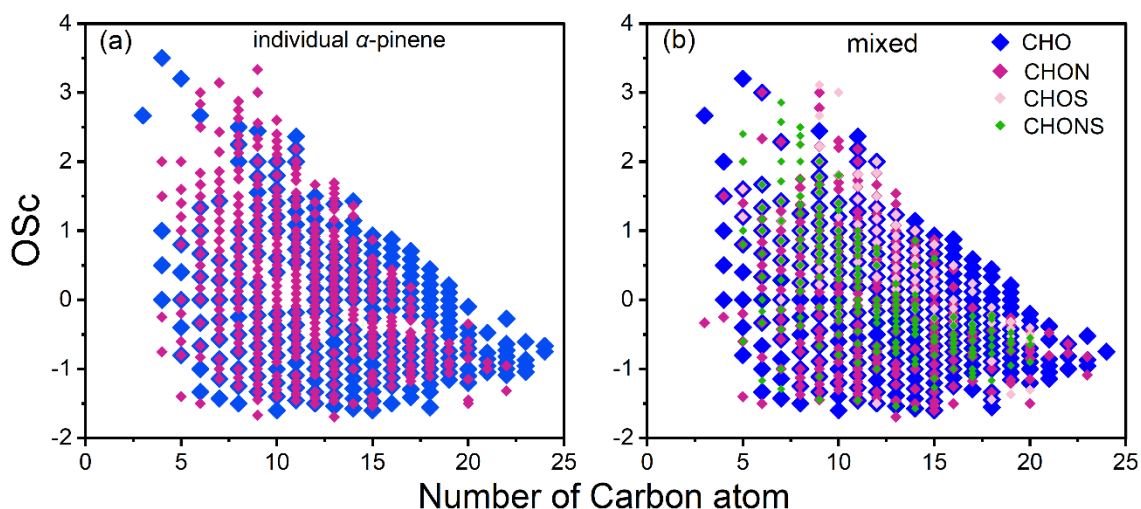 (a) individual α-pinene
(b) mixed
CHO
CHON
CHOS
CHONS
OSc
4
3
2
1
0
-1
-2
0 5 10 15 20 25
4
3
2
1
0
-1
-2
0 5 10 15 20 25
Number of Carbon atom